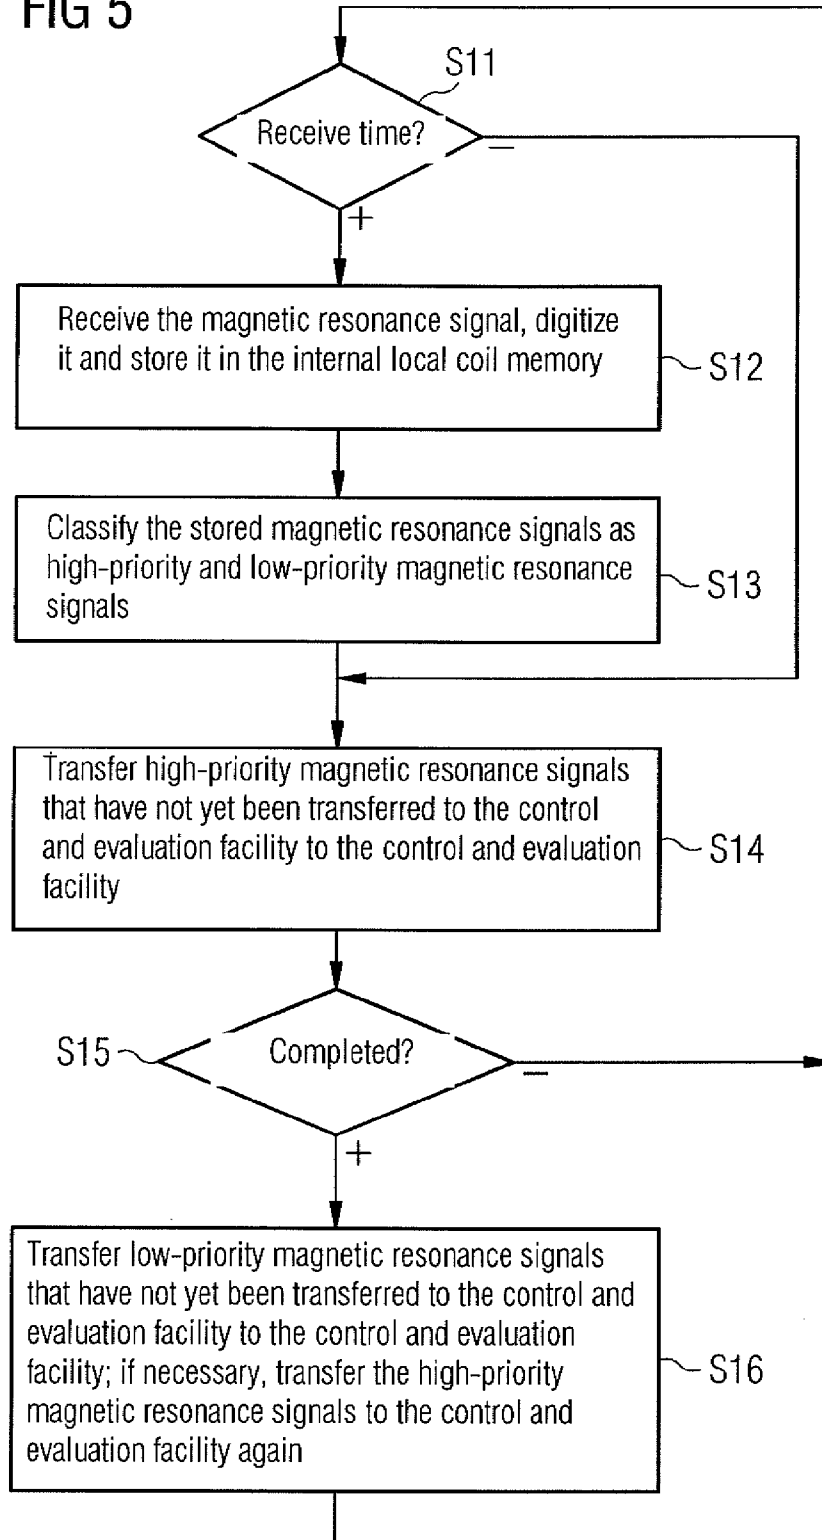 FIG 5
S11
Receive time?
–
+
Receive the magnetic resonance signal, digitize
it and store it in the internal local coil memory
S12
Classify the stored magnetic resonance signals as
high-priority and low-priority magnetic resonance
signals
S13
Transfer high-priority magnetic resonance signals
that have not yet been transferred to the control
and evaluation facility to the control and evaluation
facility
S14
S15
Completed?
–
+
Transfer low-priority magnetic resonance signals
that have not yet been transferred to the control and
evaluation facility to the control and evaluation
facility; if necessary, transfer the high-priority
magnetic resonance signals to the control and
evaluation facility again
S16